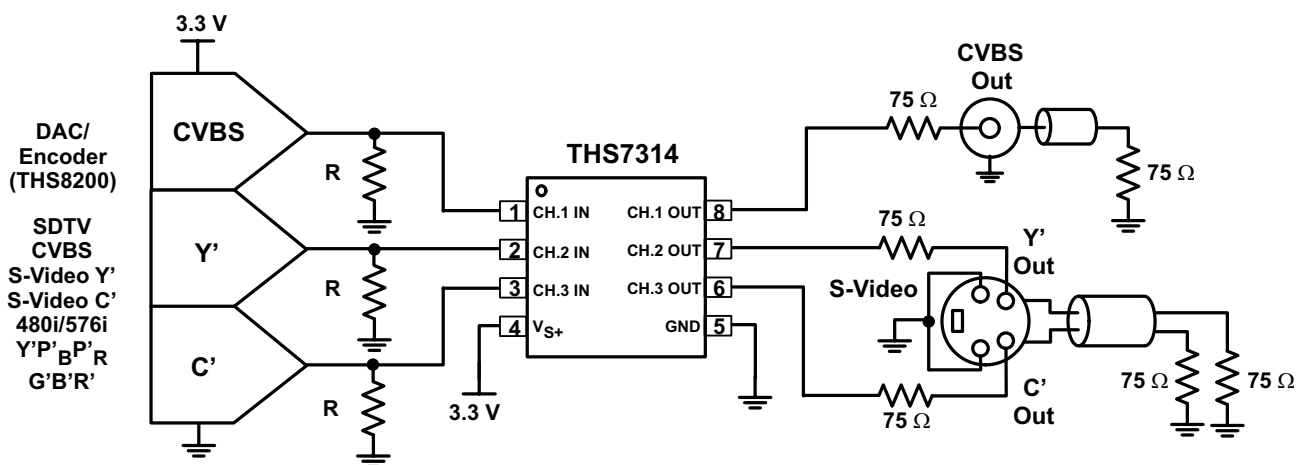 3.3 V
CVBS
Y'
C'
DAC/
Encoder
(THS8200)
SDTV
CVBS
S-Video Y'
S-Video C'
480i/576i
Y'P'BP'R
G'B'R'
R
R
R
THS7314
1 CH.1 IN
2 CH.2 IN
3 CH.3 IN
4 VS+
CH.1 OUT 8
CH.2 OUT 7
CH.3 OUT 6
GND 5
3.3 V
CVBS
Out
75 Ω
75 Ω
75 Ω
Y'
Out
S-Video
75 Ω
C'
Out
75 Ω
75 Ω